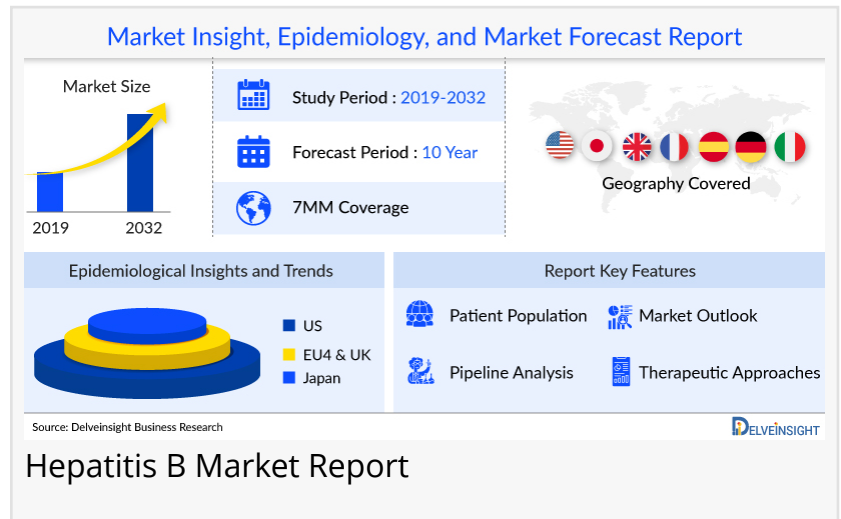 Market Insight, Epidemiology, and Market Forecast Report
Market Size
2019
2032
Study Period : 2019-2032
Forecast Period : 10 Year
7MM Coverage
Geography Covered
Epidemiological Insights and Trends
US
EU4 & UK
Japan
Report Key Features
Patient Population
Market Outlook
Pipeline Analysis
Therapeutic Approaches
Source: Delveinsight Business Research
DELVEINSIGHT
Hepatitis B Market Report